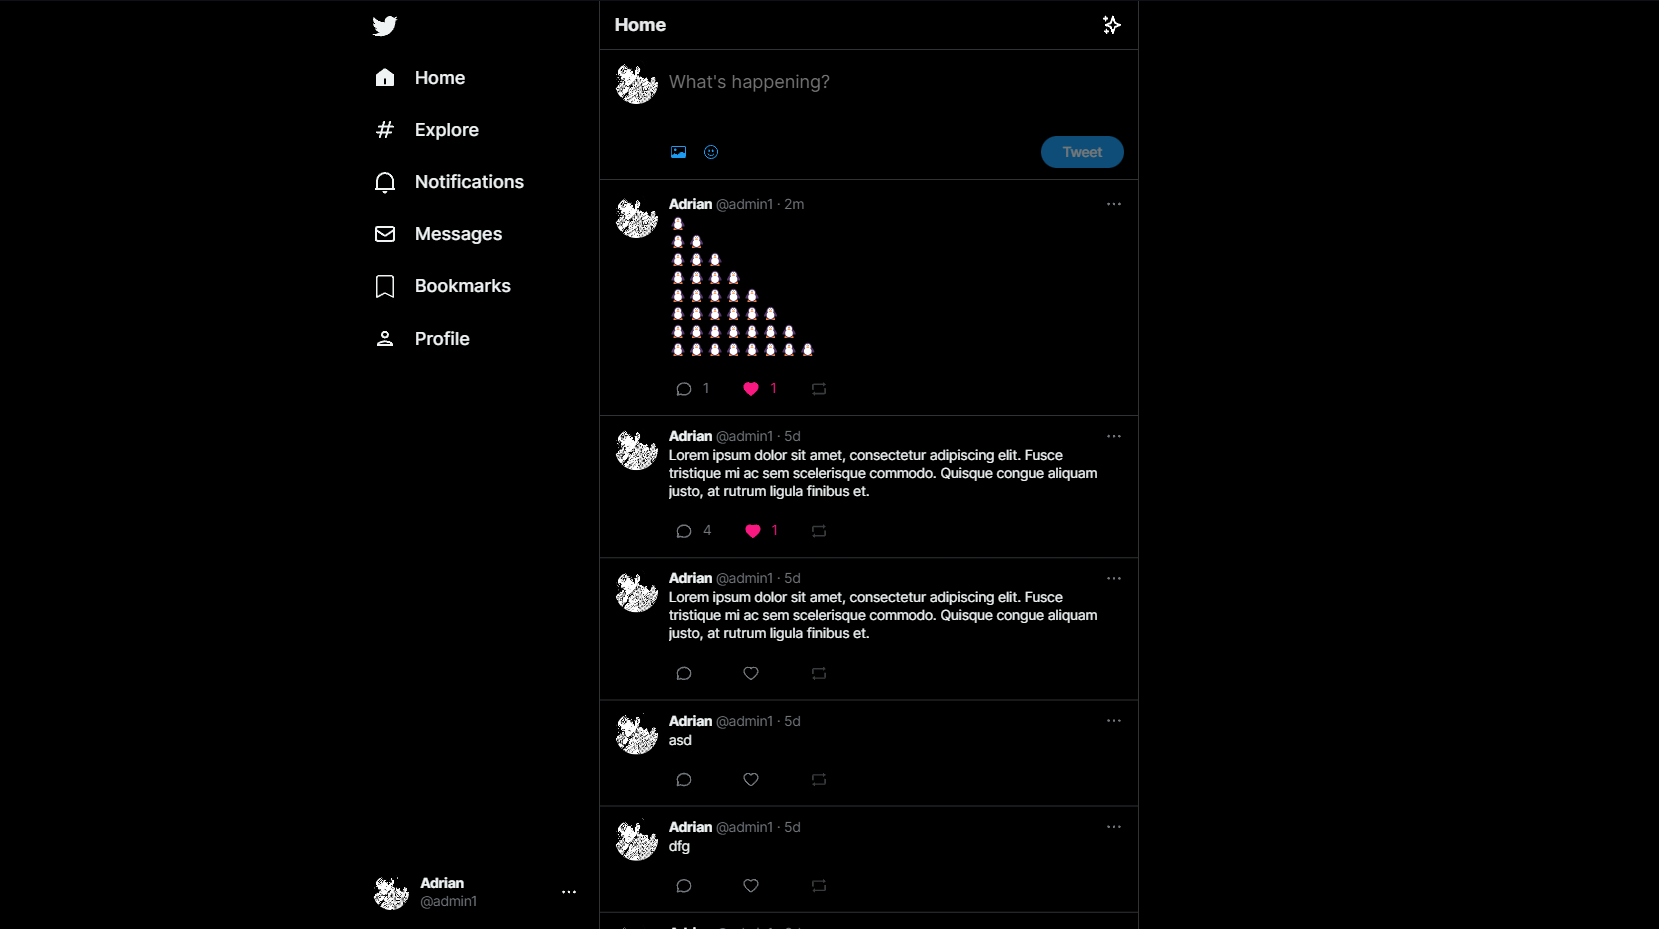 Home
Explore
Notifications
Messages
Bookmarks
Profile
Adrian
@admin1
Home
What's happening?
Tweet
Adrian @admin1 · 2m
🐧
🐧🐧
🐧🐧🐧
🐧🐧🐧🐧
🐧🐧🐧🐧🐧
🐧🐧🐧🐧🐧🐧
🐧🐧🐧🐧🐧🐧🐧
🐧🐧🐧🐧🐧🐧🐧🐧
1 1
Adrian @admin1 · 5d
Lorem ipsum dolor sit amet, consectetur adipiscing elit. Fusce
tristique mi ac sem scelerisque commodo. Quisque congue aliquam
justo, at rutrum ligula finibus et.
4 1
Adrian @admin1 · 5d
Lorem ipsum dolor sit amet, consectetur adipiscing elit. Fusce
tristique mi ac sem scelerisque commodo. Quisque congue aliquam
justo, at rutrum ligula finibus et.
Adrian @admin1 · 5d
asd
Adrian @admin1 · 5d
dfg